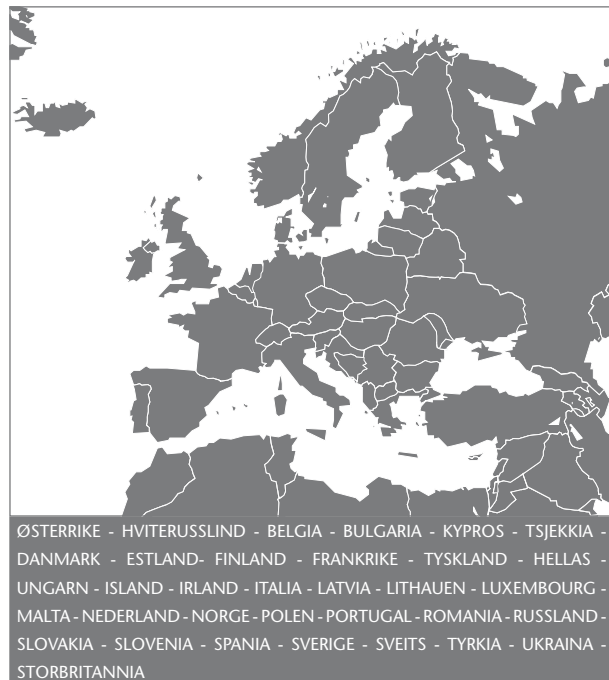 ØSTERRIKE - HVITERUSSLIND - BELGIA - BULGARIA - KYPROS - TSJEKKIA -
DANMARK - ESTLAND- FINLAND - FRANKRIKE - TYSKLAND - HELLAS -
UNGARN - ISLAND - IRLAND - ITALIA - LATVIA - LITHAUEN - LUXEMBOURG -
MALTA - NEDERLAND - NORGE - POLEN - PORTUGAL - ROMANIA - RUSSLAND -
SLOVAKIA - SLOVENIA - SPANIA - SVERIGE - SVEITS - TYRKIA - UKRAINA -
STORBRITANNIA